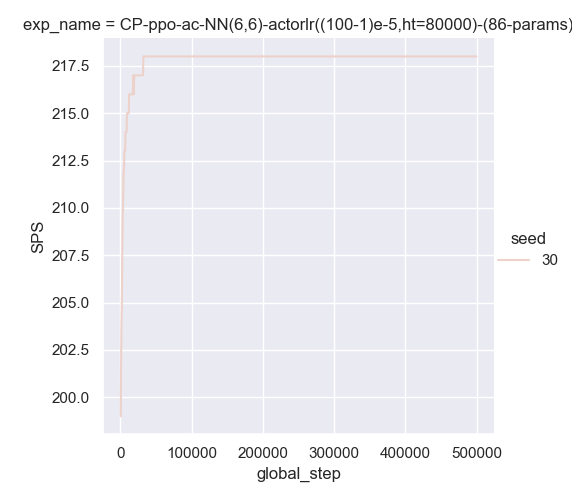 exp_name = CP-ppo-ac-NN(6,6)-actorlr((100-1)e-5,ht=80000)-(86-params)
217.5
215.0
212.5
210.0
207.5
205.0
202.5
200.0
SPS
seed
30
0 100000 200000 300000 400000 500000
global_step